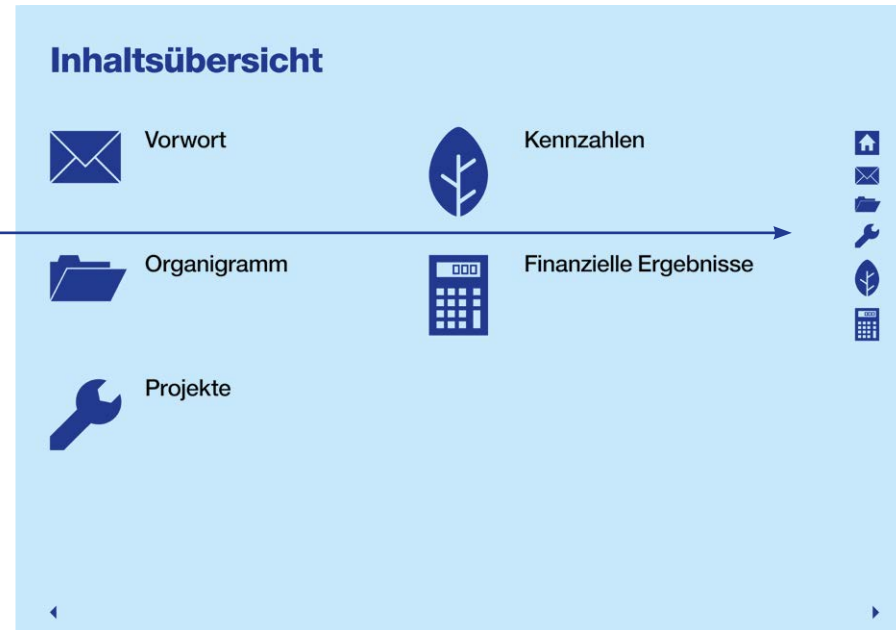 Inhaltsübersicht
Vorwort
Organigramm
Projekte
Kennzahlen
Finanzielle Ergebnisse